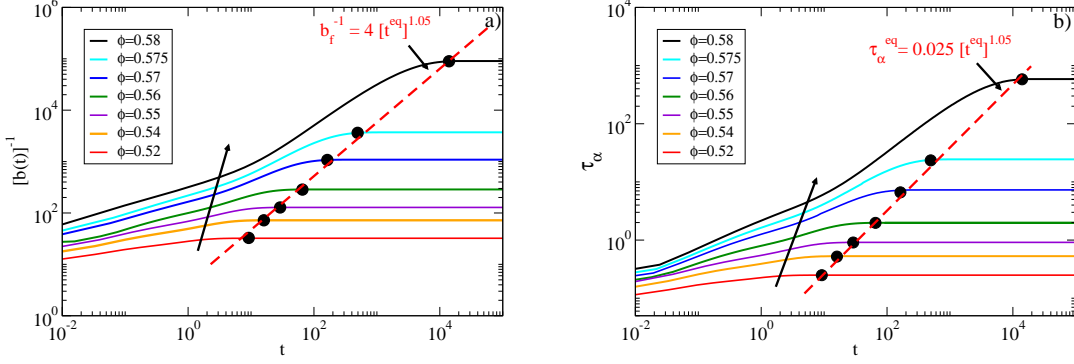 a)
b_f^-1 = 4 [t^eq]^1.05
ϕ=0.58
ϕ=0.575
ϕ=0.57
ϕ=0.56
ϕ=0.55
ϕ=0.54
ϕ=0.52
[b(t)]^-1
10^6
10^4
10^2
10^0
10^-2
10^0
10^2
10^4
t
b)
τ_α^eq = 0.025 [t^eq]^1.05
ϕ=0.58
ϕ=0.575
ϕ=0.57
ϕ=0.56
ϕ=0.55
ϕ=0.54
ϕ=0.52
τ_α
10^4
10^2
10^0
10^-2
10^0
10^2
10^4
t